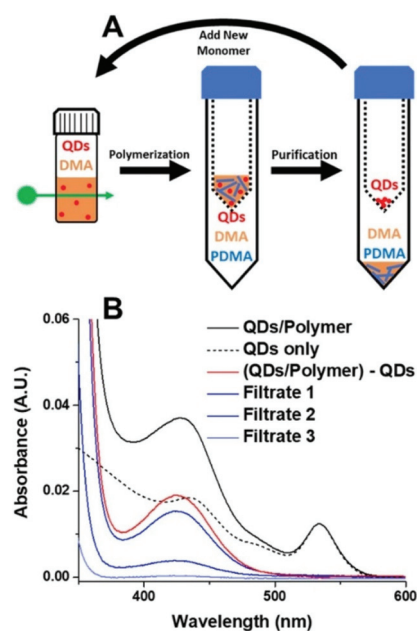 A
Add New
Monomer
QDs
DMA
Polymerization
QDs
DMA
PDMA
Purification
QDs
DMA
PDMA
B
QDs/Polymer
QDs only
(QDs/Polymer) - QDs
Filtrate 1
Filtrate 2
Filtrate 3
Absorbance (A.U.)
0.06
0.04
0.02
0.00
400
500
600
Wavelength (nm)